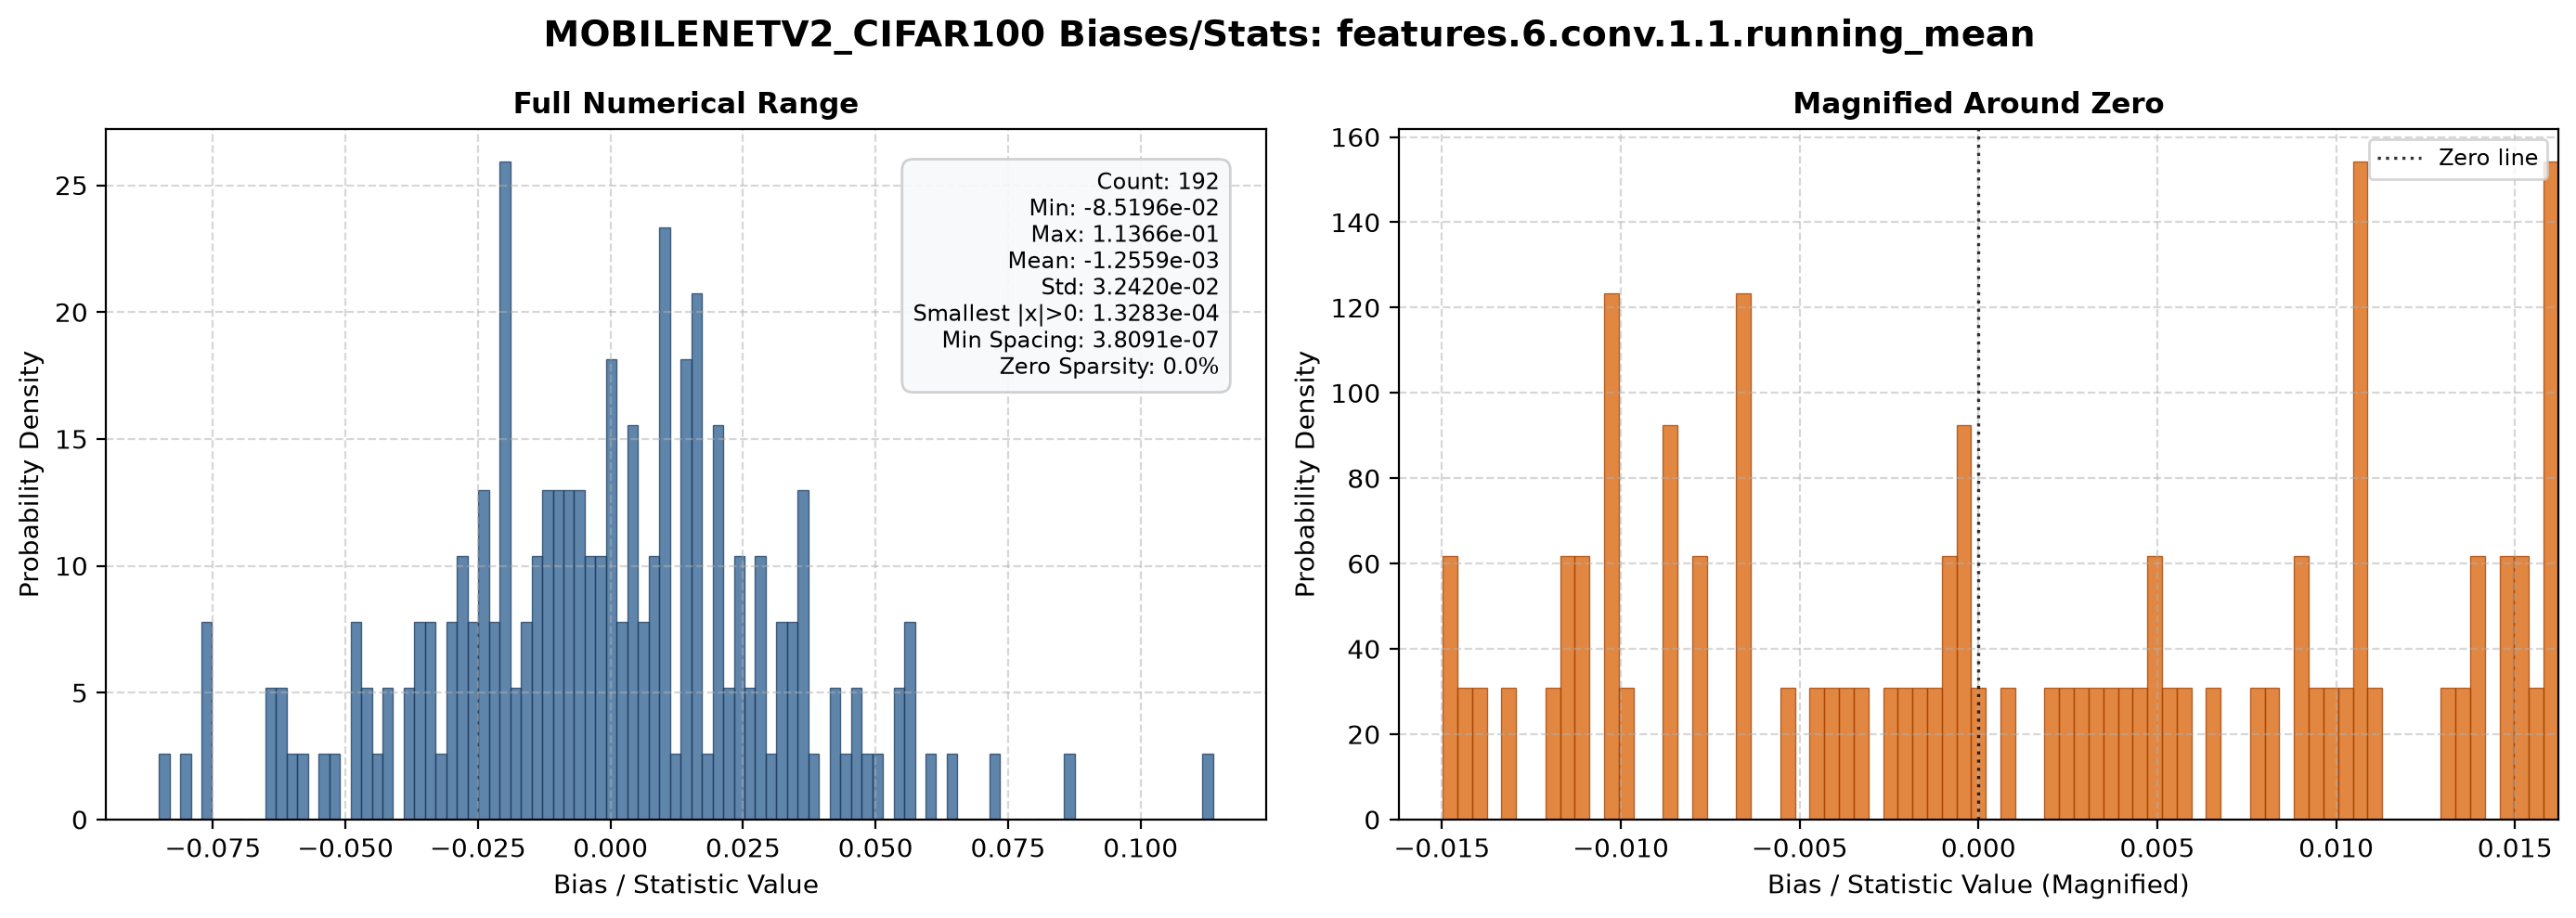 MOBILENETV2_CIFAR100 Biases/Stats: features.6.conv.1.1.running_mean
Full Numerical Range
Probability Density
25
20
15
10
5
0
Count: 192
Min: -8.5196e-02
Max: 1.1366e-01
Mean: -1.2559e-03
Std: 3.2420e-02
Smallest |x|>0: 1.3283e-04
Min Spacing: 3.8091e-07
Zero Sparsity: 0.0%
−0.075 −0.050 −0.025 0.000 0.025 0.050 0.075 0.100
Bias / Statistic Value
Magnified Around Zero
Probability Density
160
140
120
100
80
60
40
20
0
Zero line
−0.015 −0.010 −0.005 0.000 0.005 0.010 0.015
Bias / Statistic Value (Magnified)